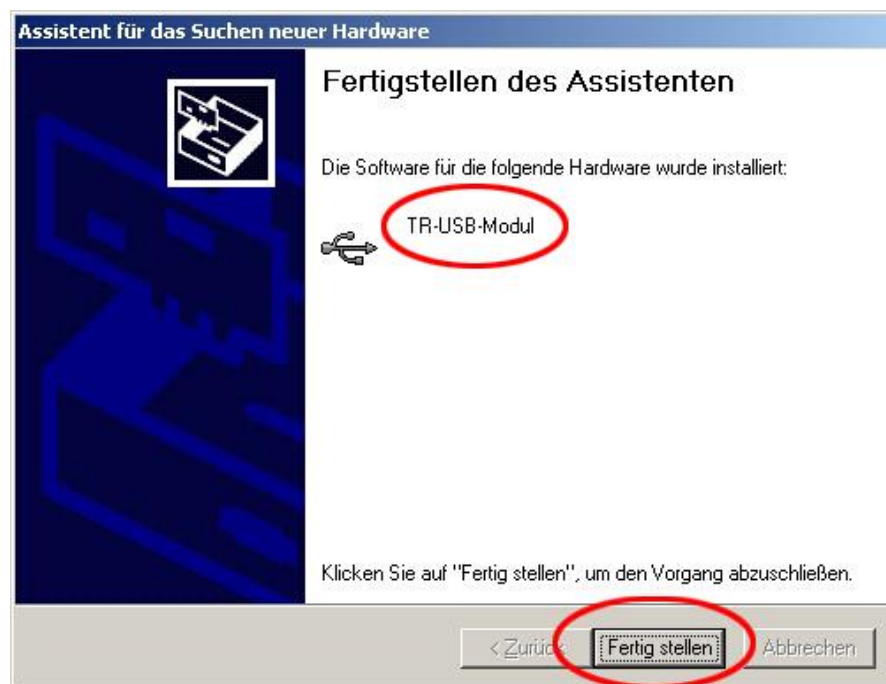 Assistent für das Suchen neuer Hardware
Fertigstellen des Assistenten
Die Software für die folgende Hardware wurde installiert:
TR-USB-Modul
Klicken Sie auf "Fertig stellen", um den Vorgang abzuschließen.
< Zurück Fertig stellen Abbrechen